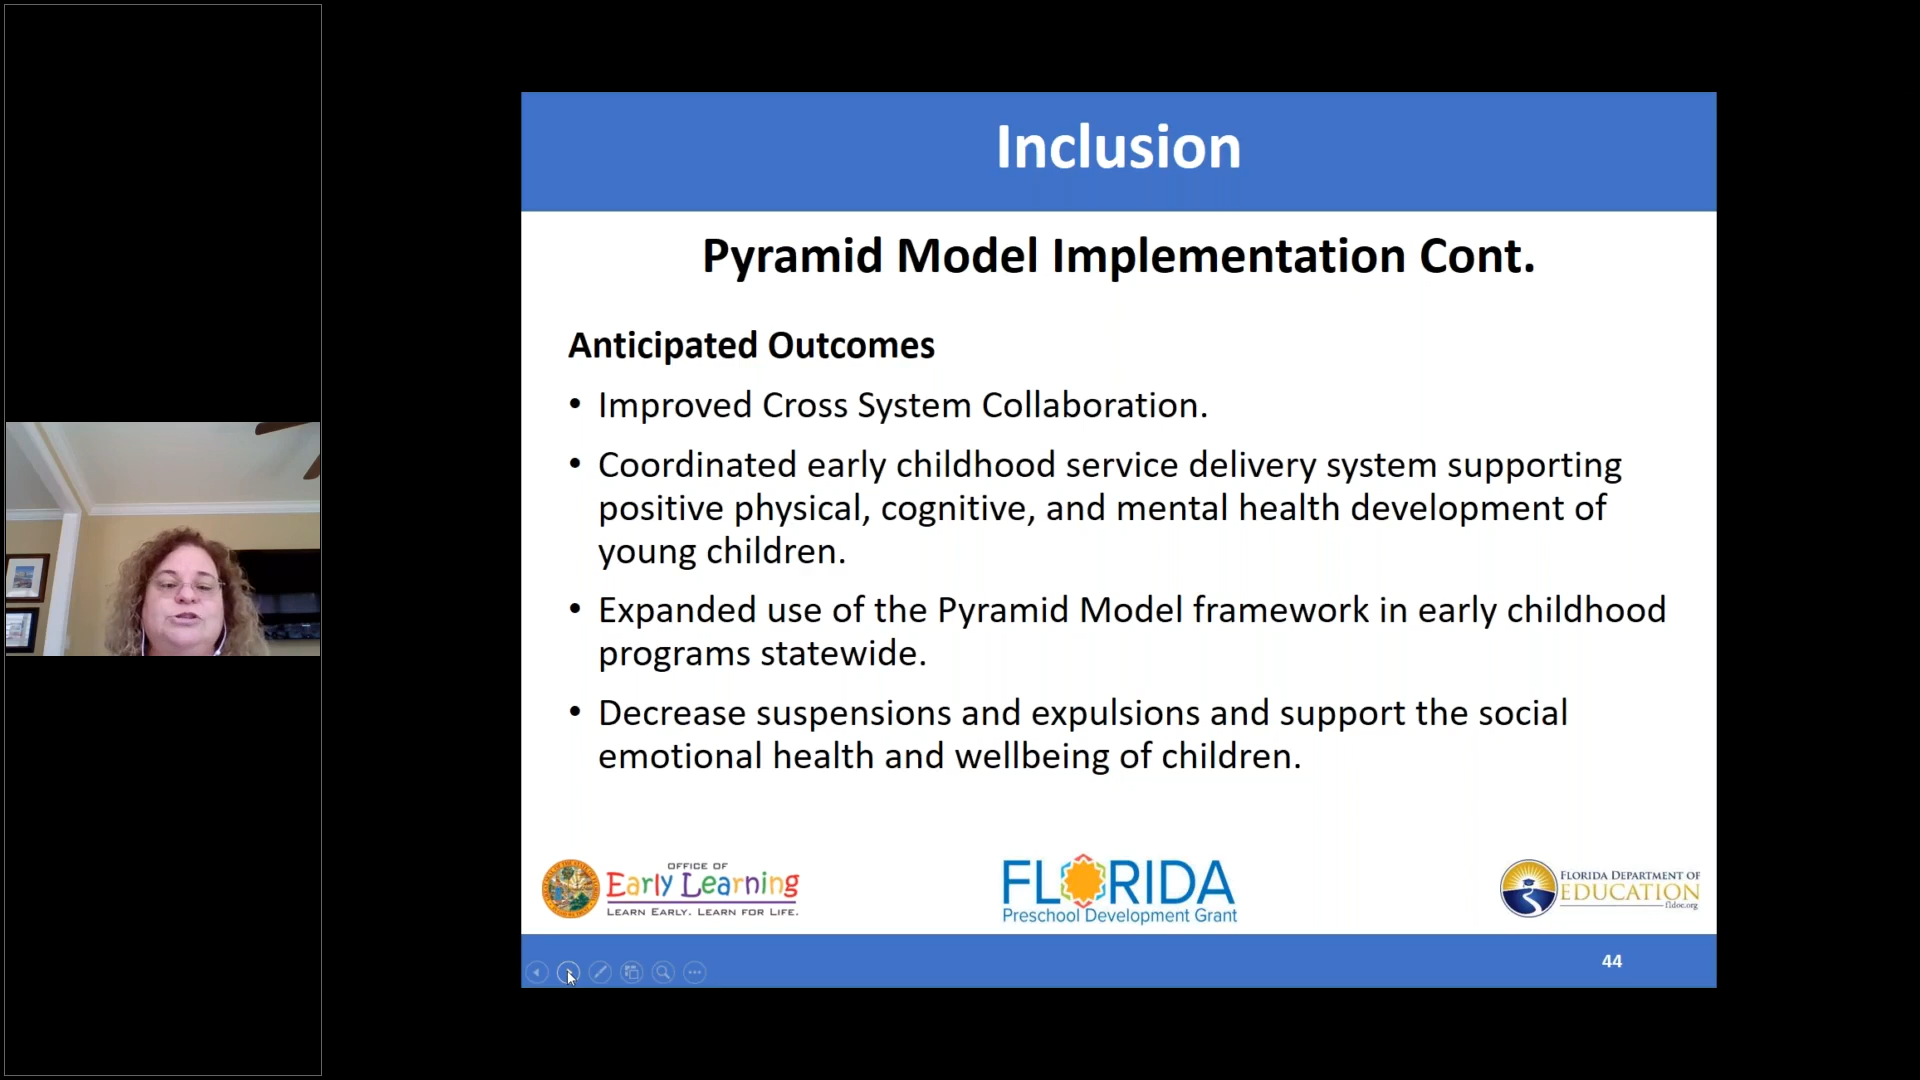 Inclusion
Pyramid Model Implementation Cont.
Anticipated Outcomes
• Improved Cross System Collaboration.
• Coordinated early childhood service delivery system supporting
positive physical, cognitive, and mental health development of
young children.
• Expanded use of the Pyramid Model framework in early childhood
programs statewide.
• Decrease suspensions and expulsions and support the social
emotional health and wellbeing of children.
OFFICE OF
Early Learning
LEARN EARLY. LEARN FOR LIFE.
FLORIDA
Preschool Development Grant
FLORIDA DEPARTMENT OF
EDUCATION
fldoe.org
44